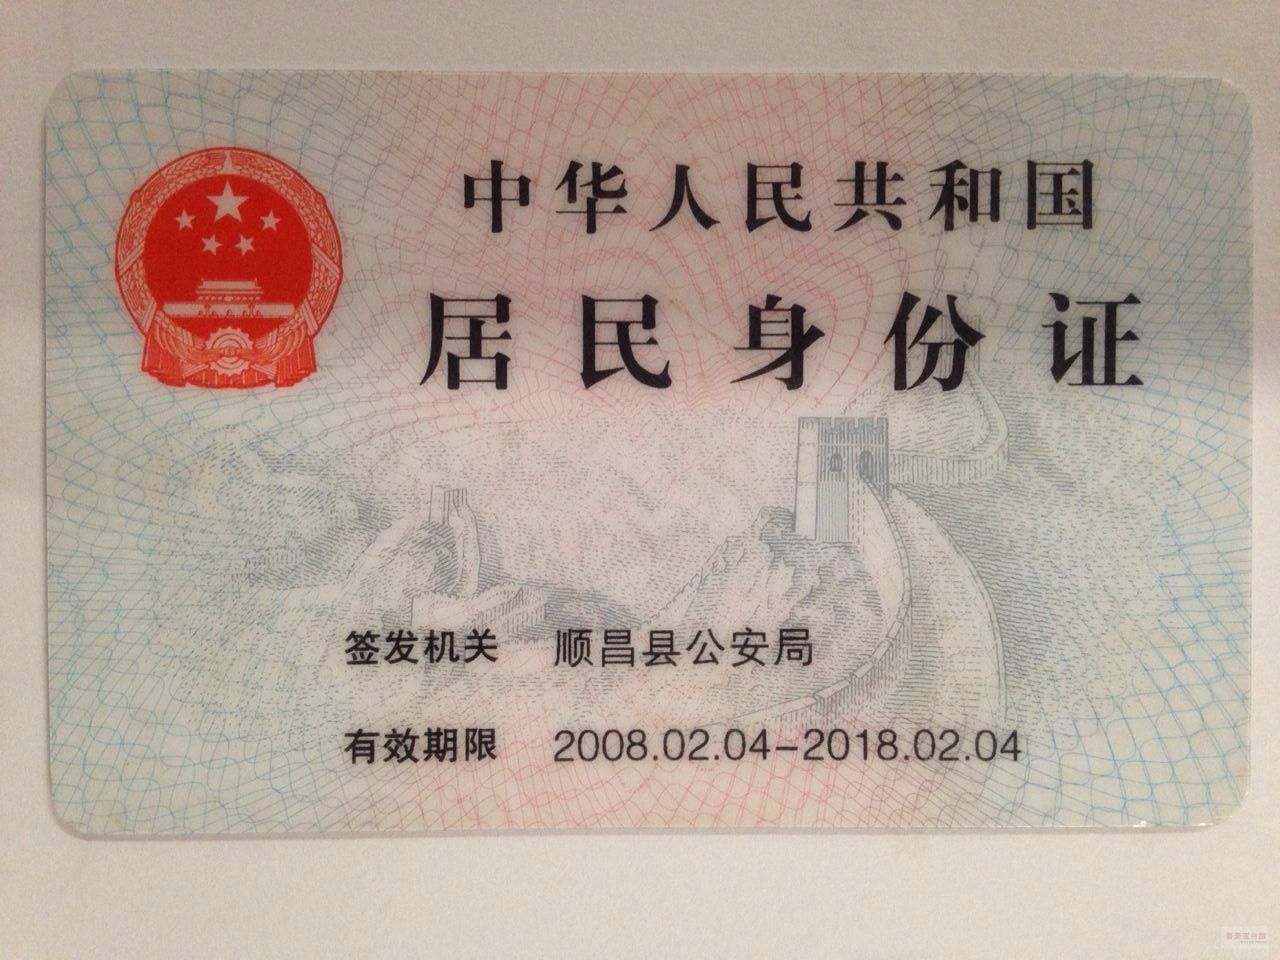 中华人民共和国
居民身份证
签发机关 顺昌县公安局
有效期限 2008.02.04-2018.02.04